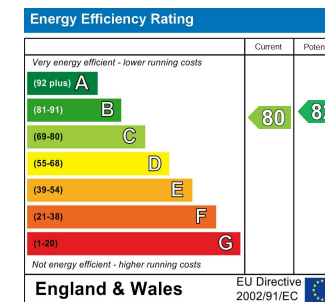 Energy Efficiency Rating
Current
Very energy efficient - lower running costs
(92 plus) A
(81-91) B
(69-80) C
(55-68) D
(39-54) E
(21-38) F
(1-20) G
80
Not energy efficient - higher running costs
England & Wales
EU Directive
2002/91/EC